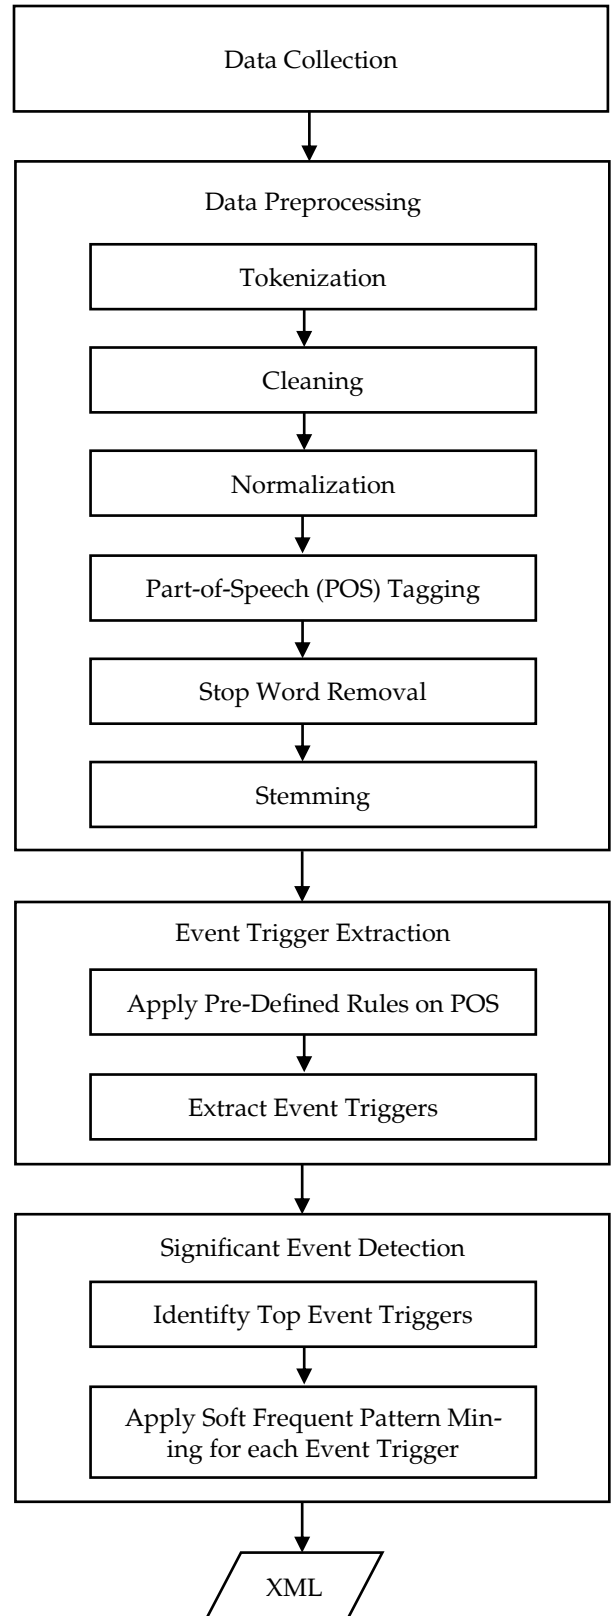 Data Collection
Data Preprocessing
Tokenization
Cleaning
Normalization
Part-of-Speech (POS) Tagging
Stop Word Removal
Stemming
Event Trigger Extraction
Apply Pre-Defined Rules on POS
Extract Event Triggers
Significant Event Detection
Identifty Top Event Triggers
Apply Soft Frequent Pattern Min-
ing for each Event Trigger
XML